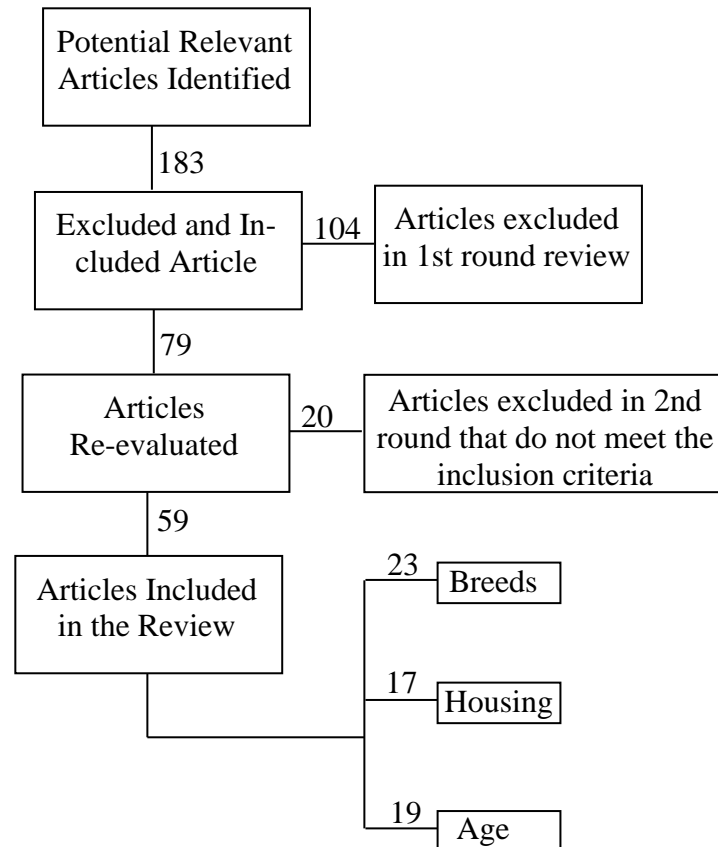 Potential Relevant
Articles Identified
183
Excluded and In-
cluded Article
104
Articles excluded
in 1st round review
79
Articles
Re-evaluated
20
Articles excluded in 2nd
round that do not meet the
inclusion criteria
59
Articles Included
in the Review
23
Breeds
17
Housing
19
Age